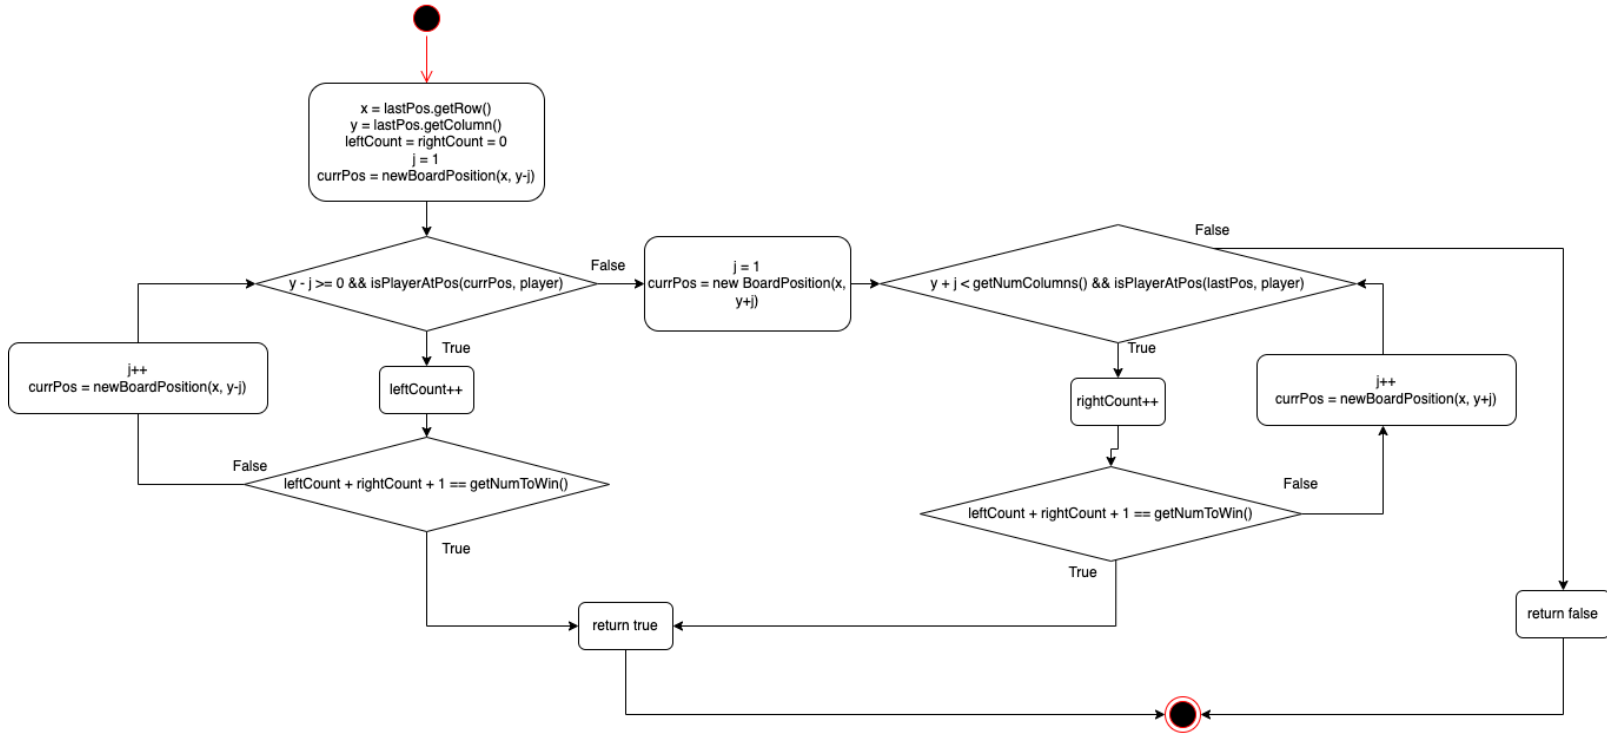 x = lastPos.getRow()
y = lastPos.getColumn()
leftCount = rightCount = 0
j = 1
currPos = newBoardPosition(x, y-j)
y - j >= 0 && isPlayerAtPos(currPos, player)
False
True
j = 1
currPos = new BoardPosition(x,
y+j)
y + j < getNumColumns() && isPlayerAtPos(lastPos, player)
False
True
j++
currPos = newBoardPosition(x, y-j)
leftCount++
rightCount++
j++
currPos = newBoardPosition(x, y+j)
leftCount + rightCount + 1 == getNumToWin()
False
True
leftCount + rightCount + 1 == getNumToWin()
False
True
return true
return false